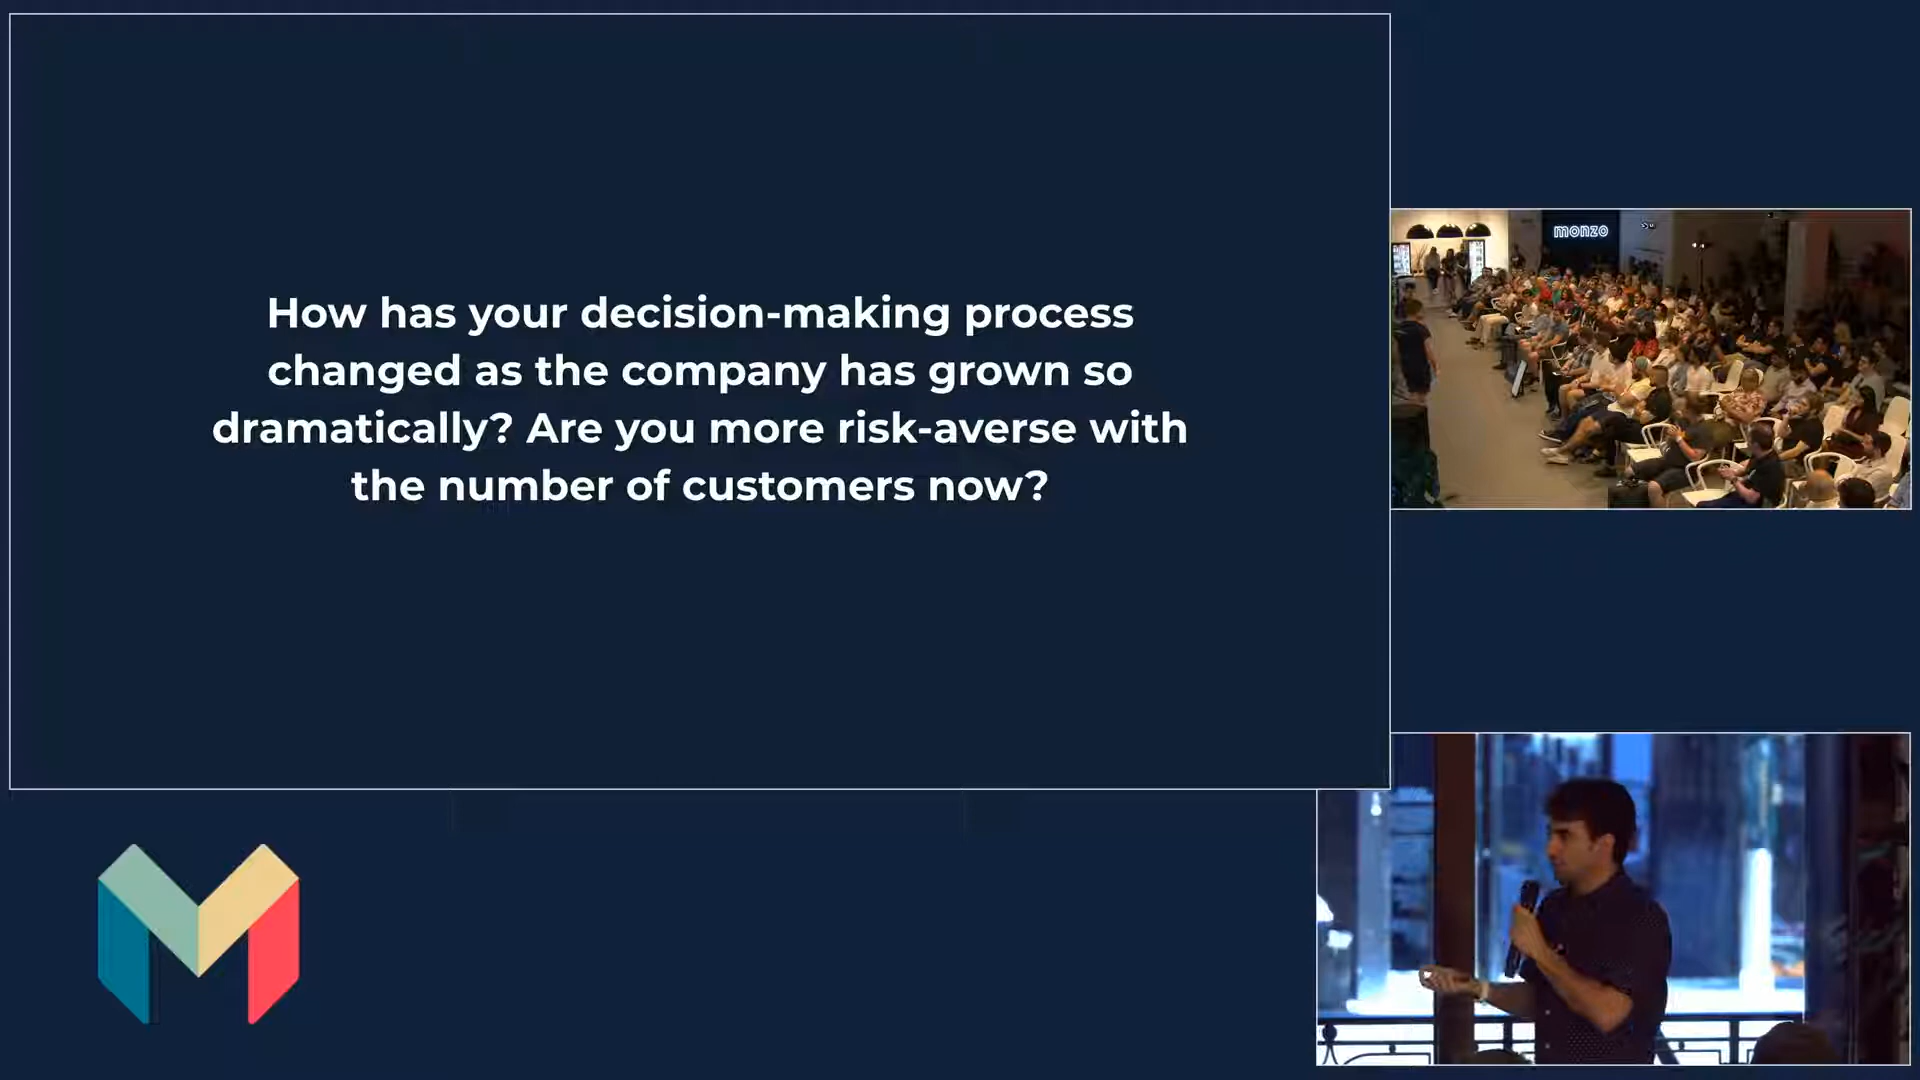 How has your decision-making process
changed as the company has grown so
dramatically? Are you more risk-averse with
the number of customers now?
monzo